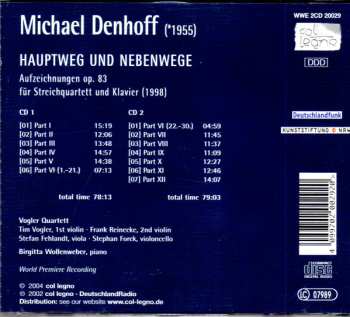 Michael Denhoff (*1955)
WWE 2CD 20029
col legno
DDD
HAUPTWEG UND NEBENWEGE
Aufzeichnungen op. 83
für Streichquartett und Klavier (1998)
Deutschlandfunk
KUNSTSTIFTUNG NRW
CD 1
[01] Part I 15:19
[02] Part II 12:06
[03] Part III 13:48
[04] Part IV 14:57
[05] Part V 14:38
[06] Part VI (1.-21.) 07:13
total time 78:13
CD 2
[01] Part VI (22.-30.) 04:59
[02] Part VII 11:45
[03] Part VIII 11:37
[04] Part IX 11:09
[05] Part X 12:27
[06] Part XI 12:46
[07] Part XII 14:07
total time 79:03
Vogler Quartett
Tim Vogler, 1st violin · Frank Reinecke, 2nd violin
Stefan Fehlandt, viola · Stephan Forck, violoncello
Birgitta Wollenweber, piano
World Premiere Recording
℗ 2004 col legno
© 2002 col legno - DeutschlandRadio
Distribution: see our website www.col-legno.de
COMPACT
disc
DIGITAL AUDIO
LC 07989